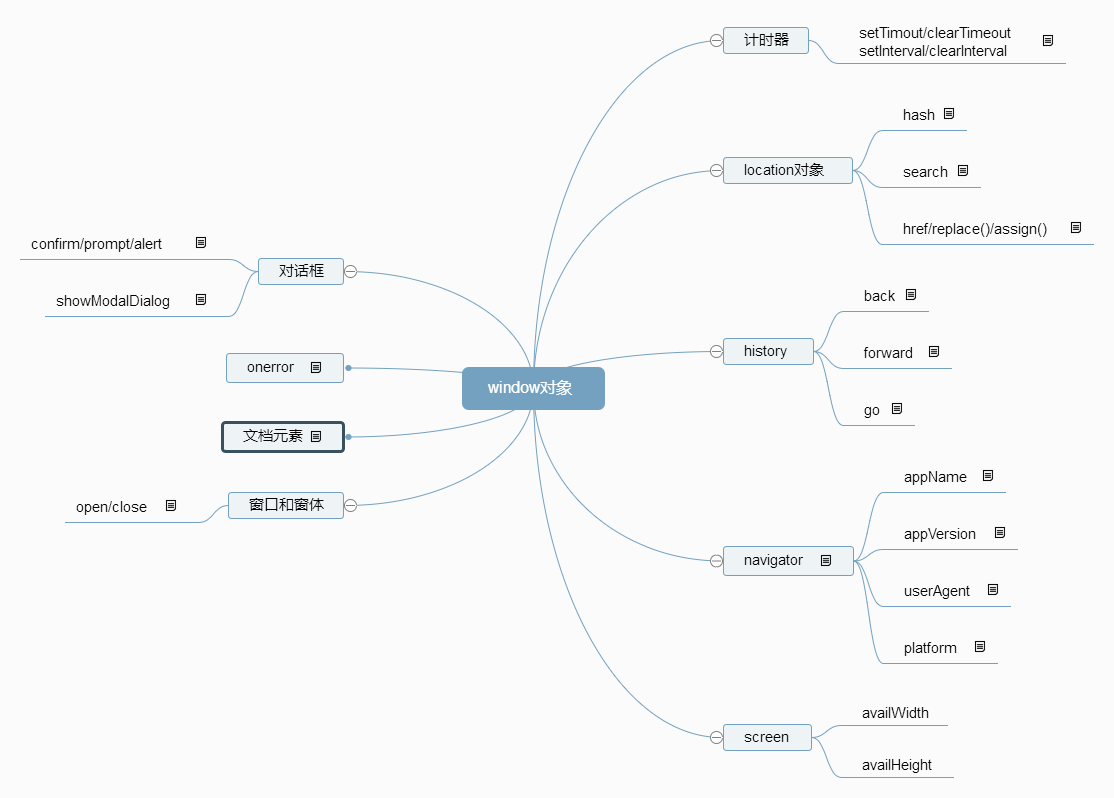 window对象
计时器
setTimout/clearTimeout
setInterval/clearInterval
location对象
hash
search
href/replace()/assign()
history
back
forward
go
navigator
appName
appVersion
userAgent
platform
screen
availWidth
availHeight
对话框
confirm/prompt/alert
showModalDialog
onerror
文档元素
窗口和窗体
open/close